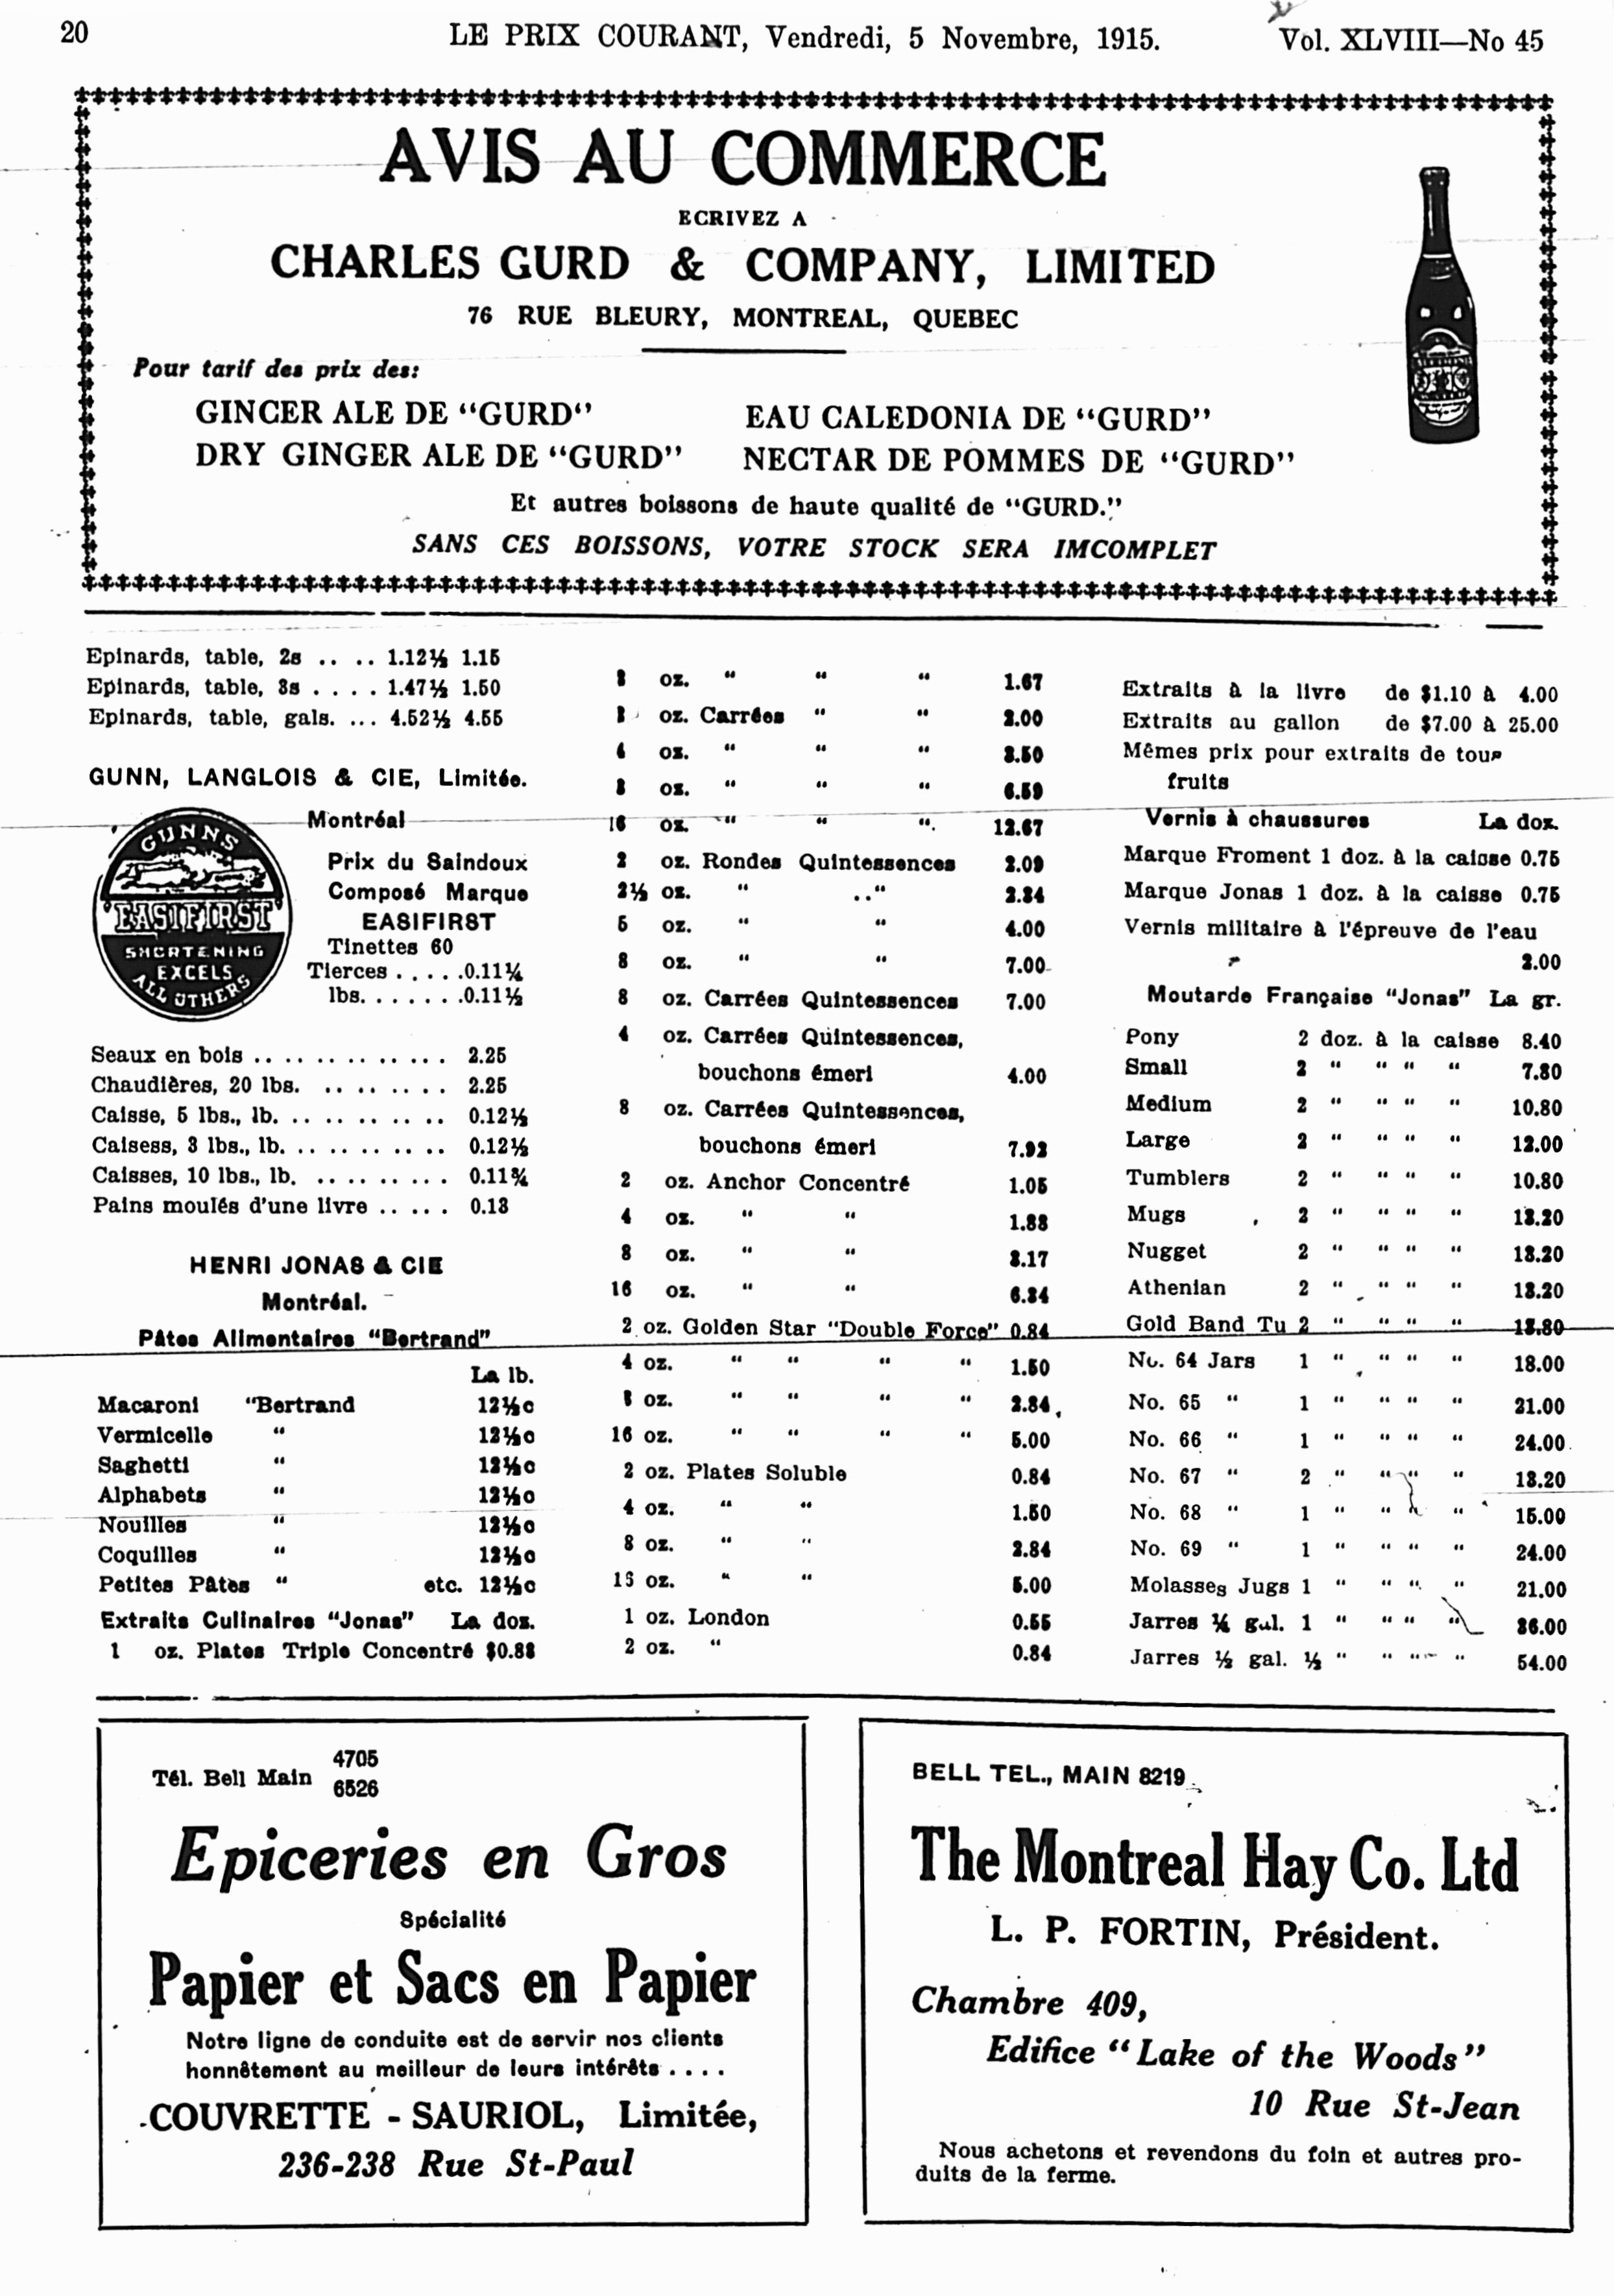 20 LE PRIX COURANT, Vendredi, 5 Novembre, 1915. Vol. XLVIII—No 45
AVIS AU COMMERCE
ECRIVEZ A
CHARLES GURD & COMPANY, LIMITED
76 RUE BLEURY, MONTREAL, QUEBEC
Pour tarif des prix des:
GINGER ALE DE “GURD“
DRY GINGER ALE DE “GURD”
EAU CALEDONIA DE “GURD”
NECTAR DE POMMES DE “GURD”
Et autres boissons de haute qualité de “GURD.”
SANS CES BOISSONS, VOTRE STOCK SERA IMCOMPLET
Epinards, table, 2s .. .. 1.12½ 1.15
Epinards, table, 3s . . . . 1.47½ 1.50
Epinards, table, gals. ... 4.52½ 4.55
GUNN, LANGLOIS & CIE, Limitée.
Montréal
GUNNS
"EASIFIRST"
SHORTENING
EXCELS
ALL OTHERS
Prix du Saindoux
Composé Marque
EASIFIRST
Tinettes 60
Tierces . . . . .0.11¼
lbs. . . . . . .0.11½
Seaux en bois .. .. .. .. .. .. .. 2.25
Chaudières, 20 lbs. .. .. .. .. 2.25
Caisse, 5 lbs., lb. .. .. .. .. .. 0.12½
Caisess, 3 lbs., lb. .. .. .. .. .. 0.12½
Caisses, 10 lbs., lb. .. .. .. .. .. 0.11¾
Pains moulés d'une livre .. .. .. 0.13
HENRI JONAS & CIE
Montréal.
Pâtes Alimentaires “Bertrand”
La lb.
Macaroni “Bertrand 12½c
Vermicelle “ 12½c
Saghetti “ 12½c
Alphabets “ 12½c
Nouilles “ 12½c
Coquilles “ 12½c
Petites Pâtes “ etc. 12½c
Extraits Culinaires “Jonas” La doz.
1 oz. Plates Triple Concentré $0.88
oz. “ “ “ 1.67
oz. Carrées “ “ 2.00
4 oz. “ “ “ 3.50
8 oz. “ “ “ 6.59
16 oz. “ “ “. 12.67
2 oz. Rondes Quintessences 2.09
2½ oz. “ ..“ 2.84
5 oz. “ “ 4.00
8 oz. “ “ 7.00
8 oz. Carrées Quintessences 7.00
4 oz. Carrées Quintessences,
bouchons émeri 4.00
8 oz. Carrées Quintessences,
bouchons émeri 7.92
2 oz. Anchor Concentré 1.05
4 oz. “ “ 1.88
8 oz. “ “ 3.17
16 oz. “ “ 6.34
2 oz. Golden Star “Double Force” 0.84
4 oz. “ “ “ “ 1.50
8 oz. “ “ “ “ 2.84
16 oz. “ “ “ “ 5.00
2 oz. Plates Soluble 0.84
4 oz. “ “ 1.50
8 oz. “ “ 2.84
16 oz. “ “ 5.00
1 oz. London 0.55
2 oz. “ 0.84
Extraits à la livre de $1.10 à 4.00
Extraits au gallon de $7.00 à 25.00
Mêmes prix pour extraits de tous
fruits
Vernis à chaussures La doz.
Marque Froment 1 doz. à la caisse 0.75
Marque Jonas 1 doz. à la caisse 0.75
Vernis militaire à l'épreuve de l'eau
2.00
Moutarde Française “Jonas” La gr.
Pony 2 doz. à la caisse 8.40
Small 2 “ “ “ “ 7.80
Medium 2 “ “ “ “ 10.80
Large 2 “ “ “ “ 12.00
Tumblers 2 “ “ “ “ 10.80
Mugs 2 “ “ “ “ 13.20
Nugget 2 “ “ “ “ 13.20
Athenian 2 “ “ “ “ 13.20
Gold Band Tu 2 “ “ “ “ 13.80
No. 64 Jars 1 “ “ “ “ 18.00
No. 65 “ 1 “ “ “ “ 21.00
No. 66 “ 1 “ “ “ “ 24.00
No. 67 “ 2 “ “ “ “ 13.20
No. 68 “ 1 “ “ “ “ 15.00
No. 69 “ 1 “ “ “ “ 24.00
Molasses Jugs 1 “ “ “ “ 21.00
Jarres ¼ gal. 1 “ “ “ “ 36.00
Jarres ½ gal. ½ “ “ “ “ 54.00
Tél. Bell Main 4705
6526
Epiceries en Gros
Spécialité
Papier et Sacs en Papier
Notre ligne de conduite est de servir nos clients
honnêtement au meilleur de leurs intérêts . . . .
COUVRETTE - SAURIOL, Limitée,
236-238 Rue St-Paul
BELL TEL., MAIN 8219
The Montreal Hay Co. Ltd
L. P. FORTIN, Président.
Chambre 409,
Edifice “Lake of the Woods”
10 Rue St-Jean
Nous achetons et revendons du foin et autres pro-
duits de la ferme.